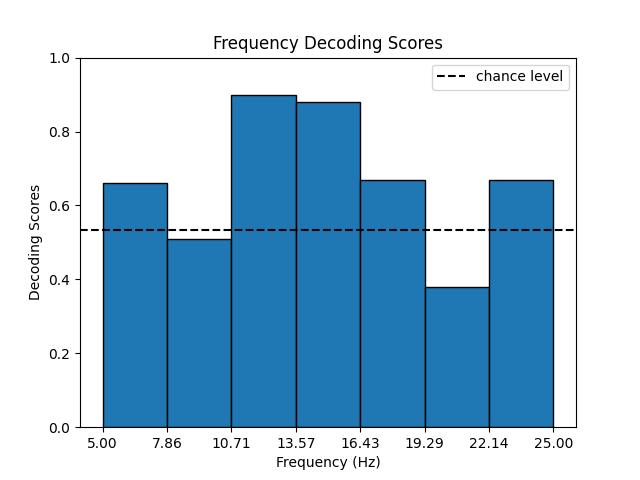 Frequency Decoding Scores
chance level
Decoding Scores
1.0
0.8
0.6
0.4
0.2
0.0
5.00 7.86 10.71 13.57 16.43 19.29 22.14 25.00
Frequency (Hz)